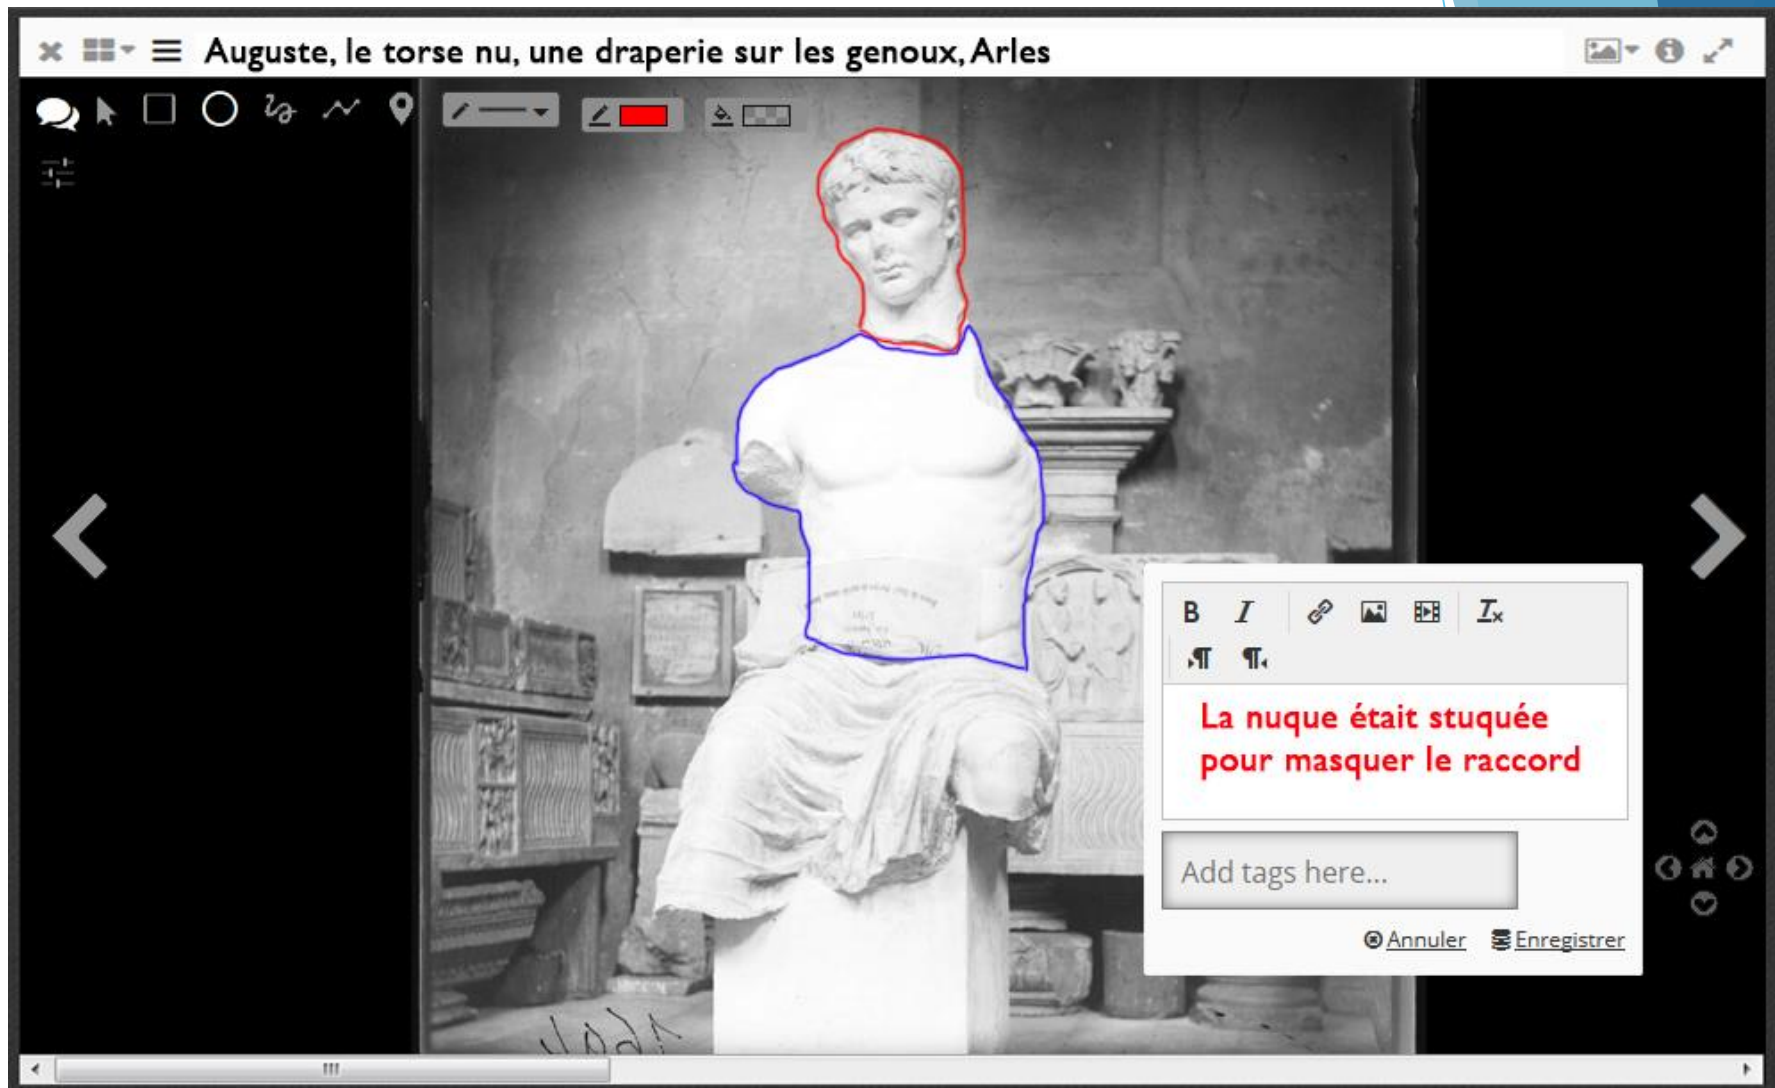 Auguste, le torse nu, une draperie sur les genoux, Arles
B I Tx
La nuque était stuquée
pour masquer le raccord
Add tags here...
Annuler Enregistrer